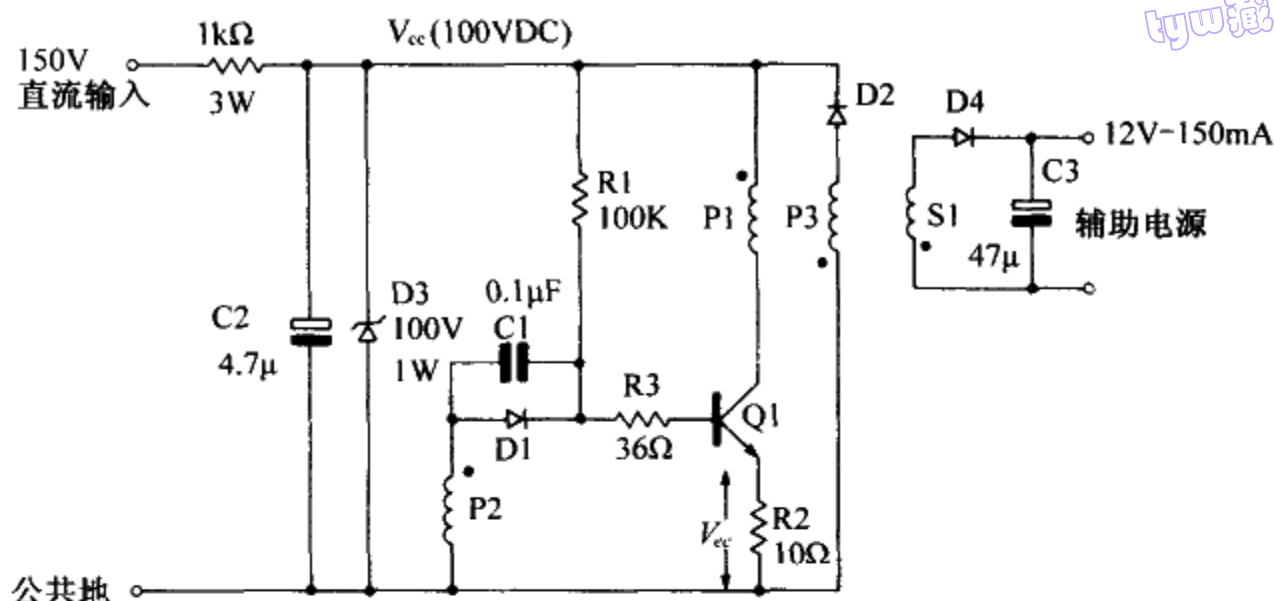 tyw藏
1kΩ
Vcc(100VDC)
150V
直流输入
3W
D2
D4
12V-150mA
C3
R1
100K
P1
P3
S1
辅助电源
47μ
D3
100V
1W
0.1μF
C1
C2
4.7μ
R3
36Ω
D1
Q1
P2
Vec
R2
10Ω
公共地